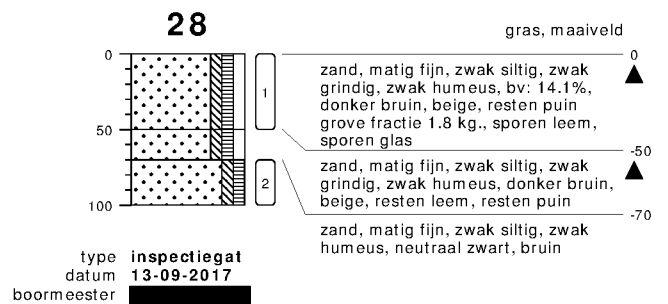 28
gras, maaiveld
0
0
zand, matig fijn, zwak siltig, zwak
grindig, zwak humeus, bv: 14.1%,
donker bruin, beige, resten puin
grove fractie 1.8 kg., sporen leem,
sporen glas
1
50
-50
zand, matig fijn, zwak siltig, zwak
grindig, zwak humeus, donker bruin,
beige, resten leem, resten puin
2
100
-70
zand, matig fijn, zwak siltig, zwak
humeus, neutraal zwart, bruin
type inspectiegat
datum 13-09-2017
boormeester